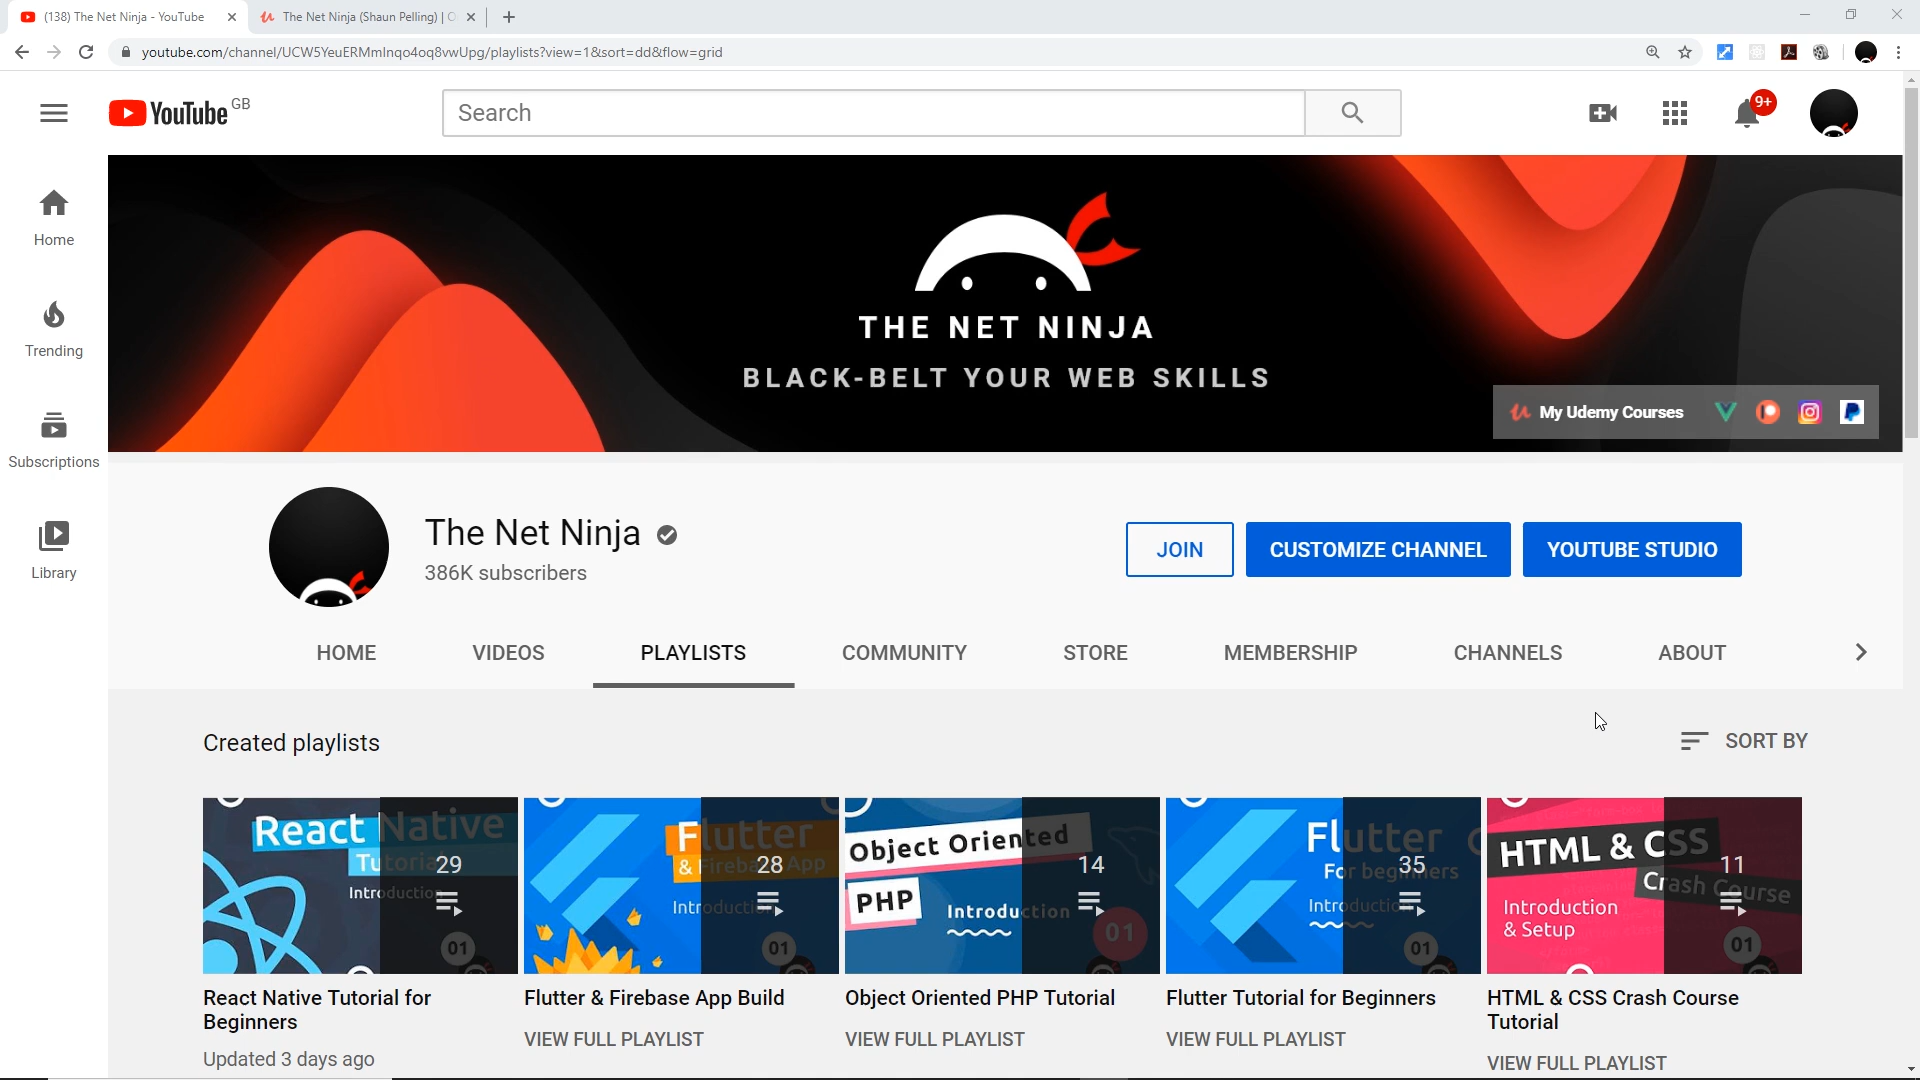 (138) The Net Ninja - YouTube
The Net Ninja (Shaun Pelling) |
youtube.com/channel/UCW5YeuERMmlnqo4oq8vwUpg/playlists?view=1&sort=dd&flow=grid
YouTube GB
Search
9+
Home
Trending
Subscriptions
Library
THE NET NINJA
BLACK-BELT YOUR WEB SKILLS
My Udemy Courses
The Net Ninja
386K subscribers
JOIN
CUSTOMIZE CHANNEL
YOUTUBE STUDIO
HOME
VIDEOS
PLAYLISTS
COMMUNITY
STORE
MEMBERSHIP
CHANNELS
ABOUT
Created playlists
SORT BY
React Native
Tutorial
29
Introduction
01
Flutter
& Firebase App
28
Introduction
01
Object Oriented
PHP
14
Introduction
01
Flutter
For beginners
35
Introduction
01
HTML & CSS
Crash Course
11
Introduction
& Setup
01
React Native Tutorial for
Beginners
Updated 3 days ago
Flutter & Firebase App Build
VIEW FULL PLAYLIST
Object Oriented PHP Tutorial
VIEW FULL PLAYLIST
Flutter Tutorial for Beginners
VIEW FULL PLAYLIST
HTML & CSS Crash Course
Tutorial
VIEW FULL PLAYLIST